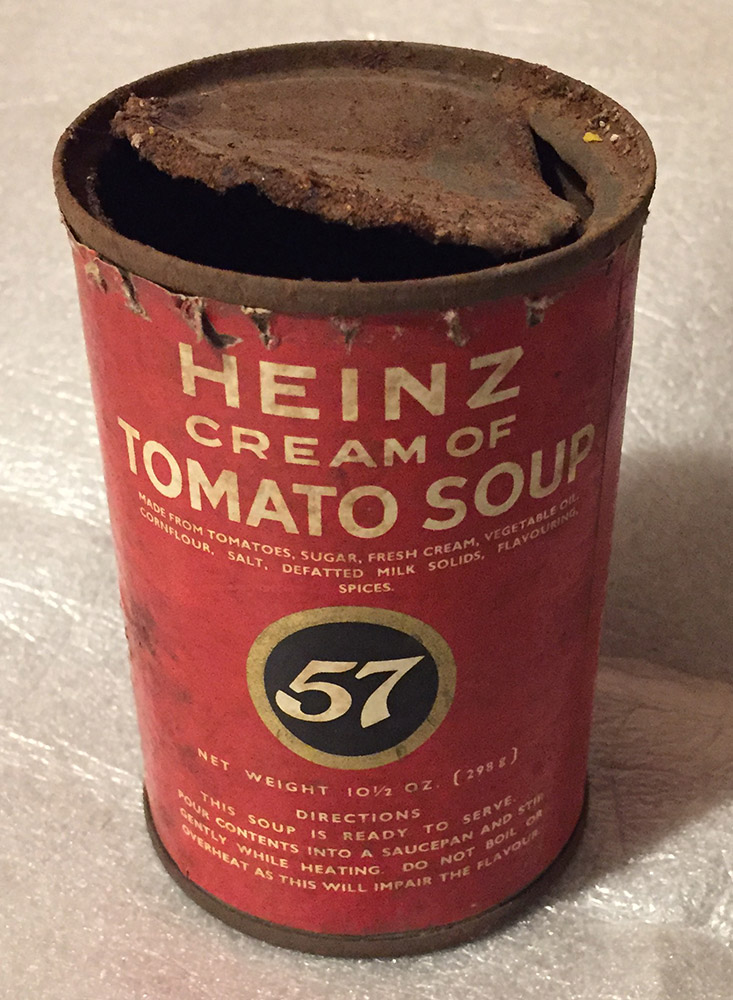 HEINZ
CREAM OF
TOMATO SOUP
MADE FROM TOMATOES, SUGAR, FRESH CREAM, VEGETABLE OIL,
CORNFLOUR, SALT, DEFATTED MILK SOLIDS, FLAVOURING,
SPICES.
57
NET WEIGHT 10½ OZ. (298g)
DIRECTIONS
THIS SOUP IS READY TO SERVE.
POUR CONTENTS INTO A SAUCEPAN AND STIR
GENTLY WHILE HEATING. DO NOT BOIL OR
OVERHEAT AS THIS WILL IMPAIR THE FLAVOUR.